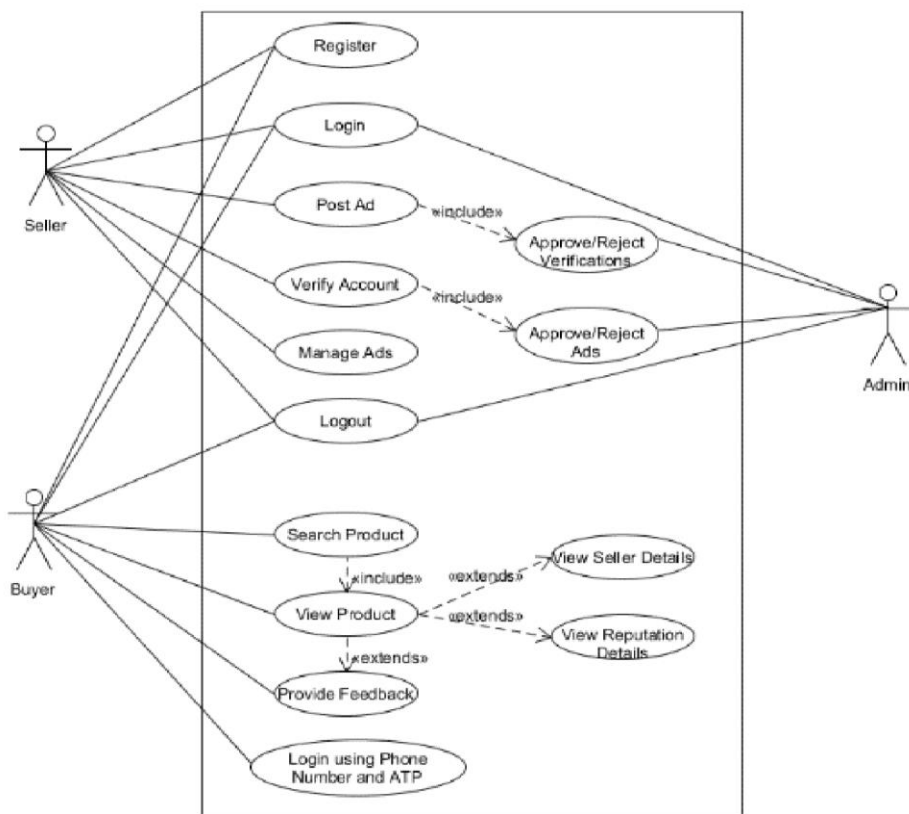 Register
Login
Seller
Post Ad
«include»
Approve/Reject
Verifications
Verify Account
«include»
Approve/Reject
Ads
Manage Ads
Admin
Logout
Search Product
View Seller Details
Buyer
«include»
«extends»
View Product
«extends»
View Reputation
Details
«extends»
Provide Feedback
Login using Phone
Number and ATP